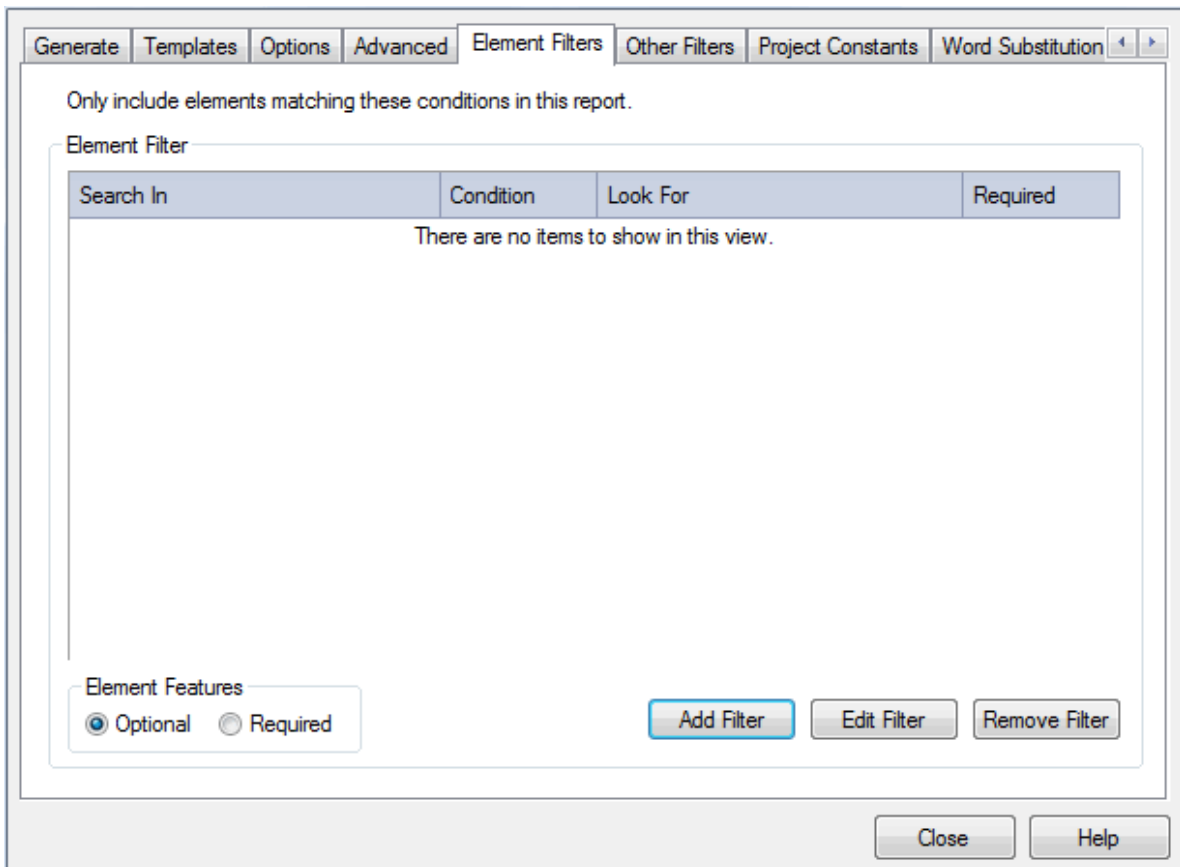 Generate Templates Options Advanced Element Filters Other Filters Project Constants Word Substitution
Only include elements matching these conditions in this report.
Element Filter
Search In Condition Look For Required
There are no items to show in this view.
Element Features
Optional Required
Add Filter Edit Filter Remove Filter
Close Help